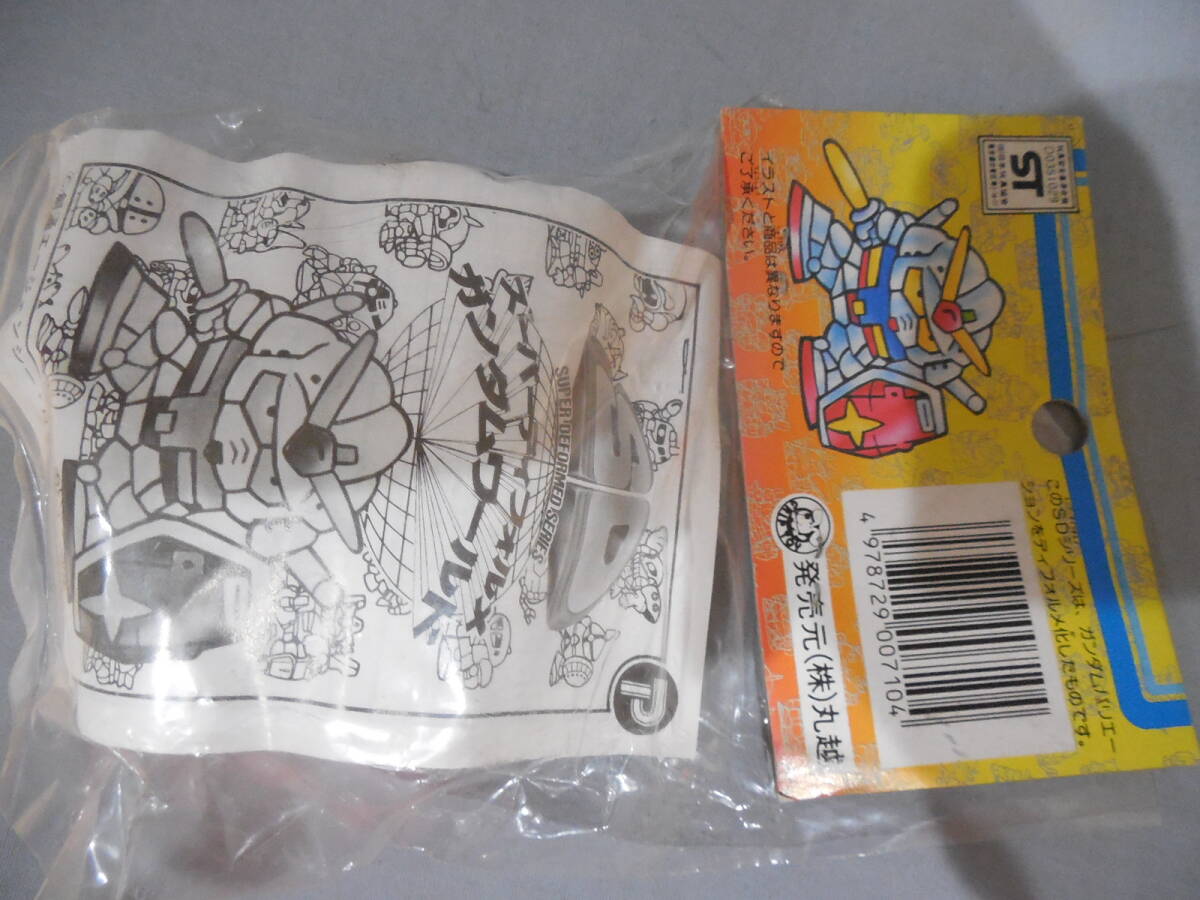 スーパーディフォルメ
ガンダムワールド
SUPER DEFORMED SERIES
SD
P
ST
イラストと商品は異なりますので
ご了承ください。
このSDシリーズは、ガンダムバリエー
ションをディフォルメ化したものです。
4 978729 007104
発売元(株)丸越